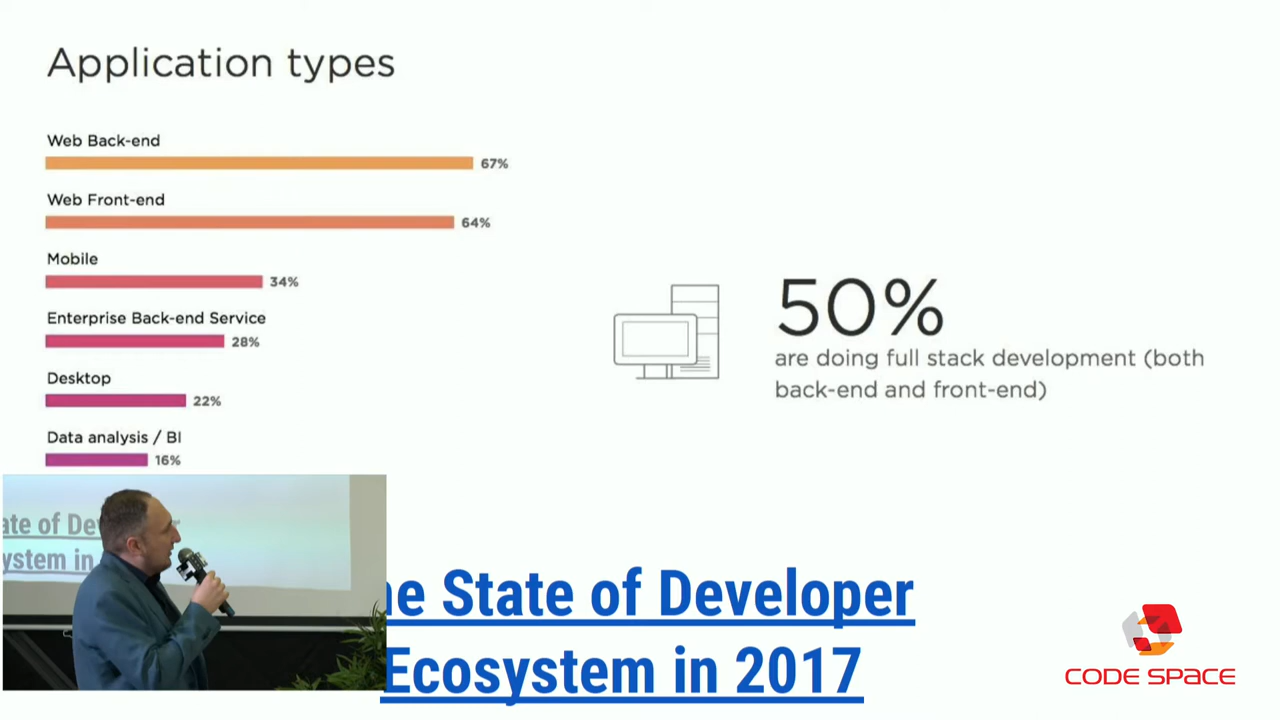 Application types
Web Back-end
67%
Web Front-end
64%
Mobile
34%
Enterprise Back-end Service
28%
Desktop
22%
Data analysis / BI
16%
50%
are doing full stack development (both
back-end and front-end)
State of Developer
Ecosystem in 2017
CODE SPACE